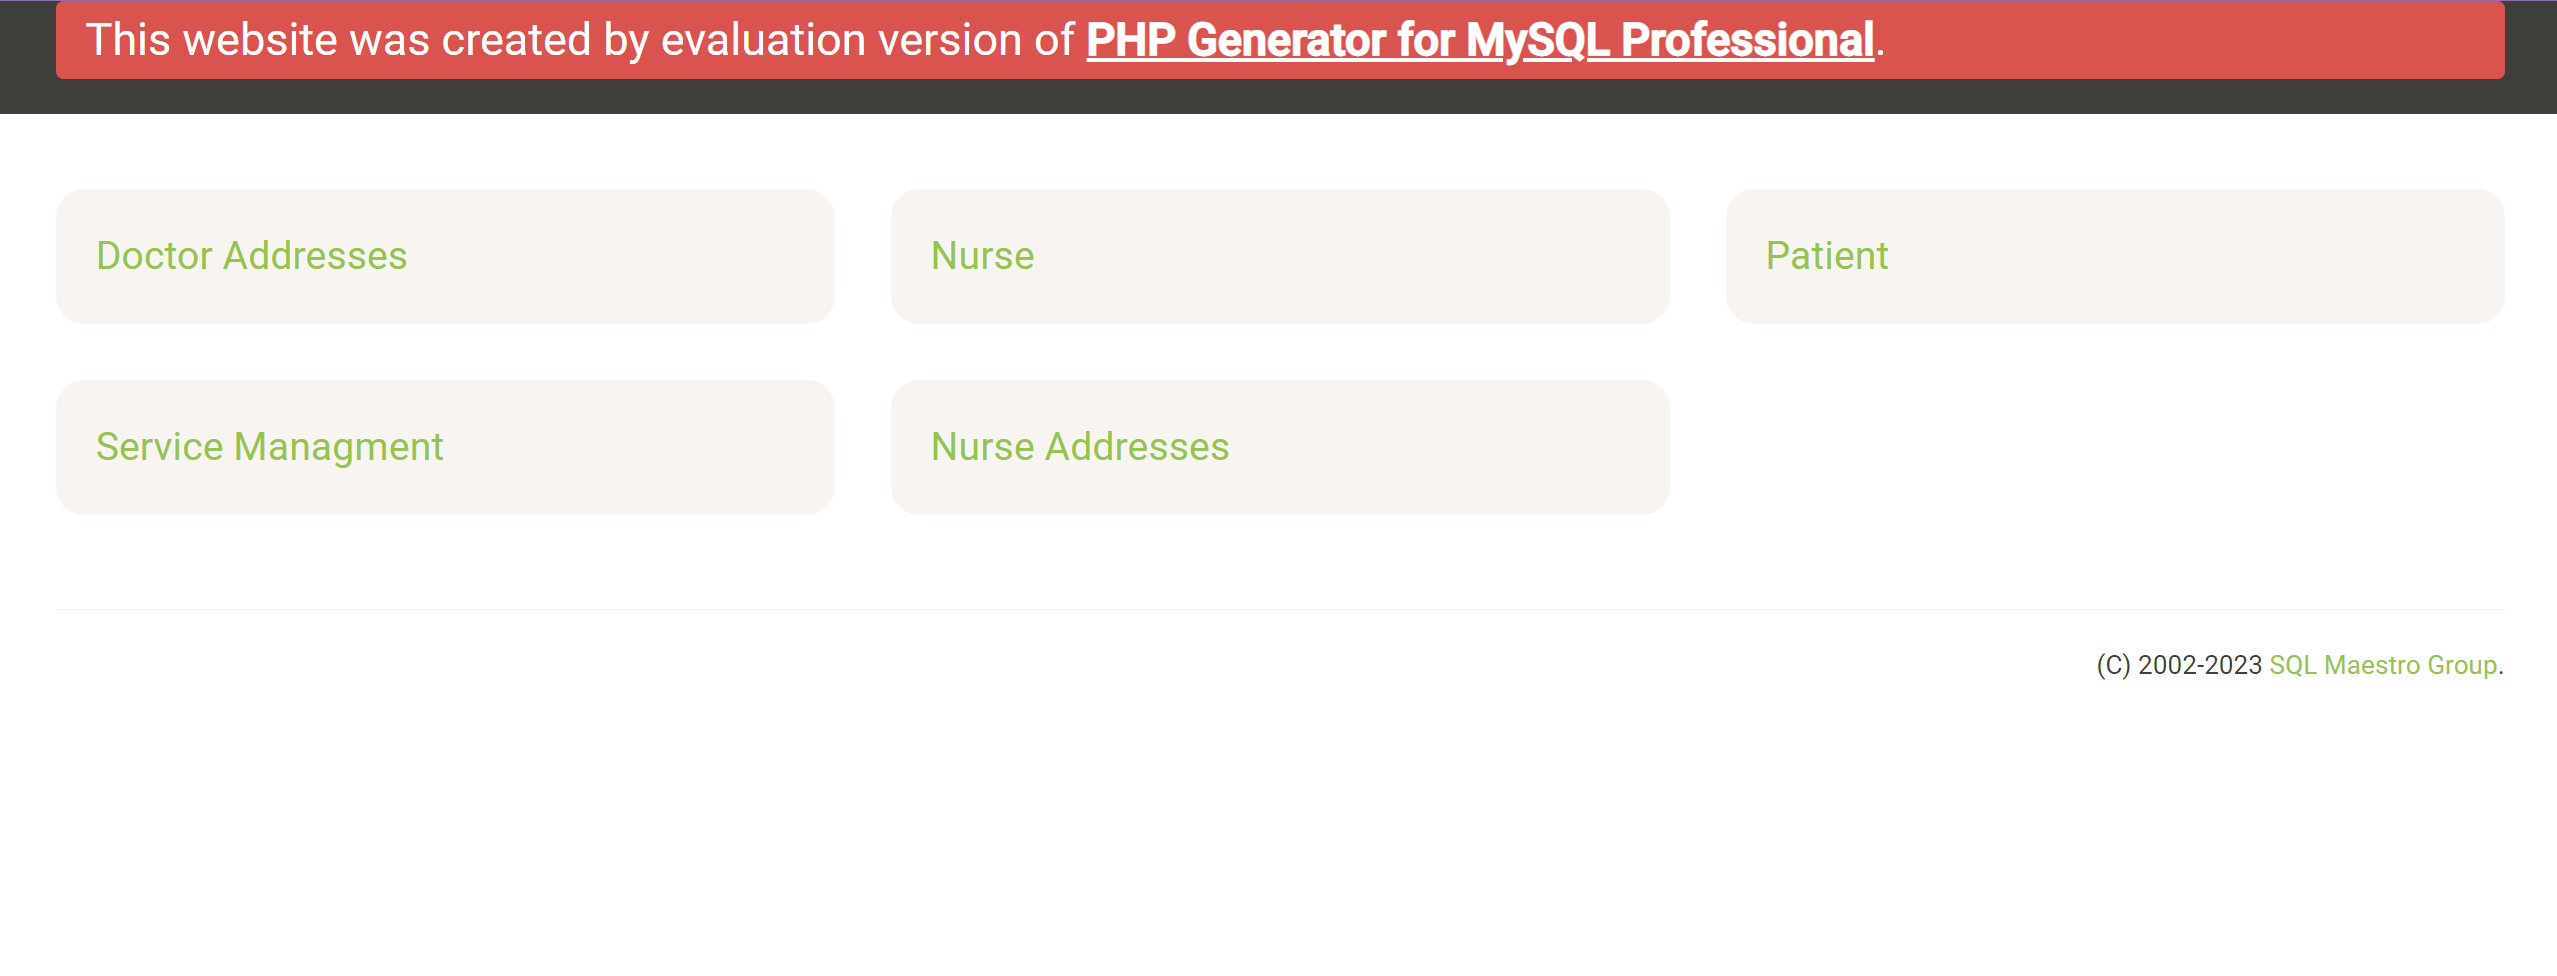 This website was created by evaluation version of PHP Generator for MySQL Professional.
Doctor Addresses
Nurse
Patient
Service Managment
Nurse Addresses
(C) 2002-2023 SQL Maestro Group.